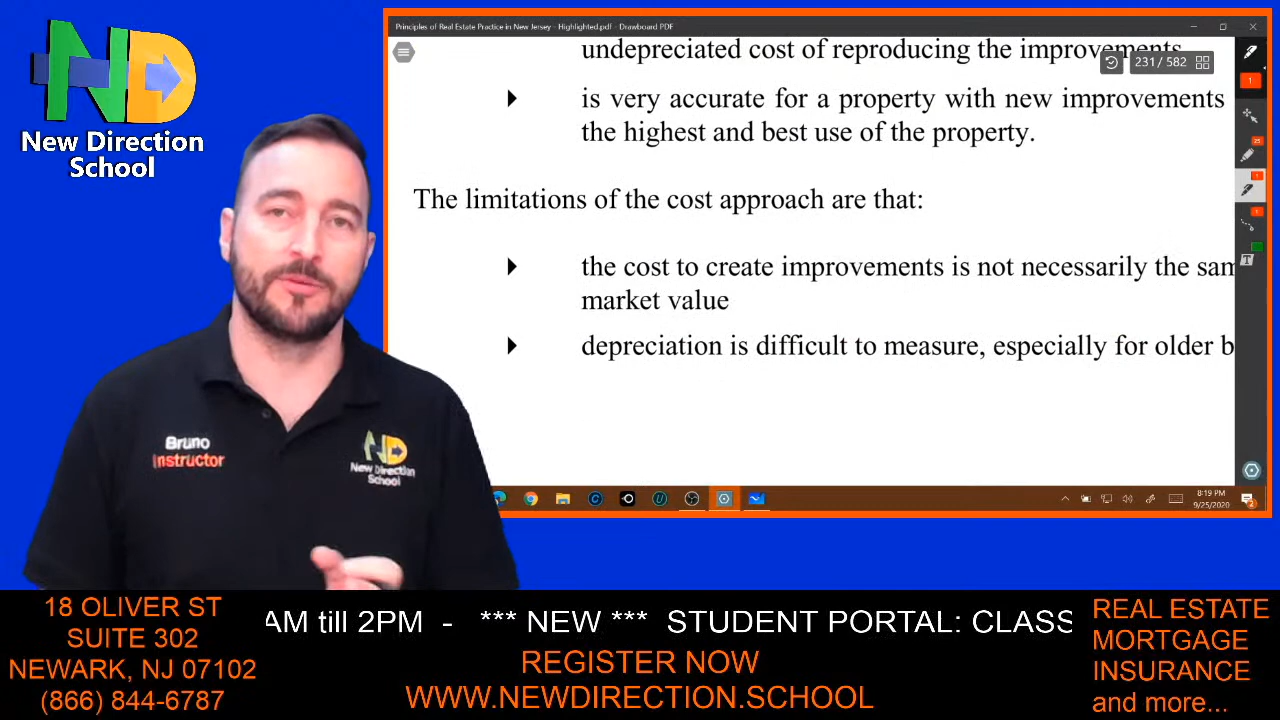 New Direction
School
Principles of Real Estate Practice in New Jersey - Highlighted.pdf - Drawboard PDF
undepreciated cost of reproducing the improvements
231 / 582
is very accurate for a property with new improvements
the highest and best use of the property.
The limitations of the cost approach are that:
the cost to create improvements is not necessarily the sam
market value
depreciation is difficult to measure, especially for older b
8:19 PM
9/25/2020
Bruno
Instructor
New Direction
School
18 OLIVER ST
SUITE 302
NEWARK, NJ 07102
(866) 844-6787
AM till 2PM - *** NEW *** STUDENT PORTAL: CLASS
REGISTER NOW
WWW.NEWDIRECTION.SCHOOL
REAL ESTATE
MORTGAGE
INSURANCE
and more...